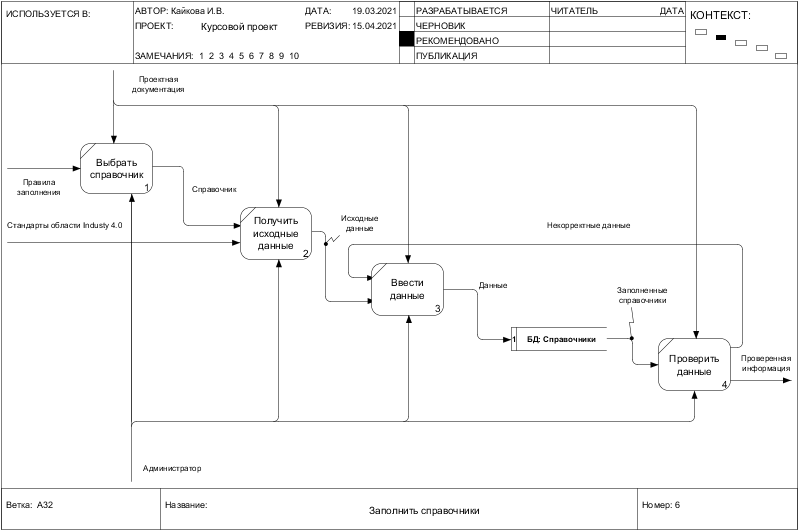 ИСПОЛЬЗУЕТСЯ В:
АВТОР: Кайкова И.В.
ДАТА: 19.03.2021
ПРОЕКТ: Курсовой проект
РЕВИЗИЯ: 15.04.2021
ЗАМЕЧАНИЯ: 1 2 3 4 5 6 7 8 9 10
РАЗРАБАТЫВАЕТСЯ
ЧЕРНОВИК
РЕКОМЕНДОВАНО
ПУБЛИКАЦИЯ
ЧИТАТЕЛЬ
ДАТА
КОНТЕКСТ:
Проектная
документация
Выбрать
справочник
1
Правила
заполнения
Справочник
Стандарты области Industy 4.0
Получить
исходные
данные
2
Исходные
данные
Некорректные данные
Ввести
данные
3
Данные
Заполненные
справочники
1
БД: Справочники
Проверить
данные
4
Проверенная
информация
Администратор
Ветка: А32
Название:
Заполнить справочники
Номер: 6